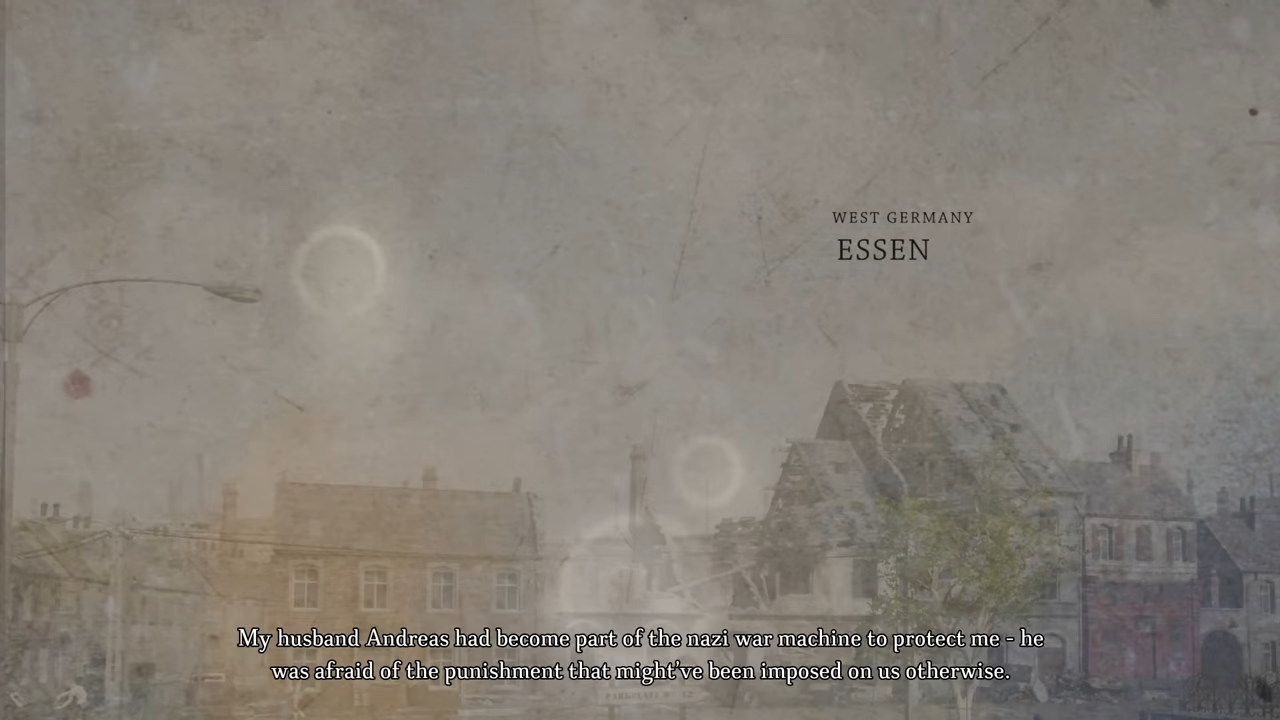 WEST GERMANY
ESSEN
My husband Andreas had become part of the nazi war machine to protect me - he
was afraid of the punishment that might've been imposed on us otherwise.